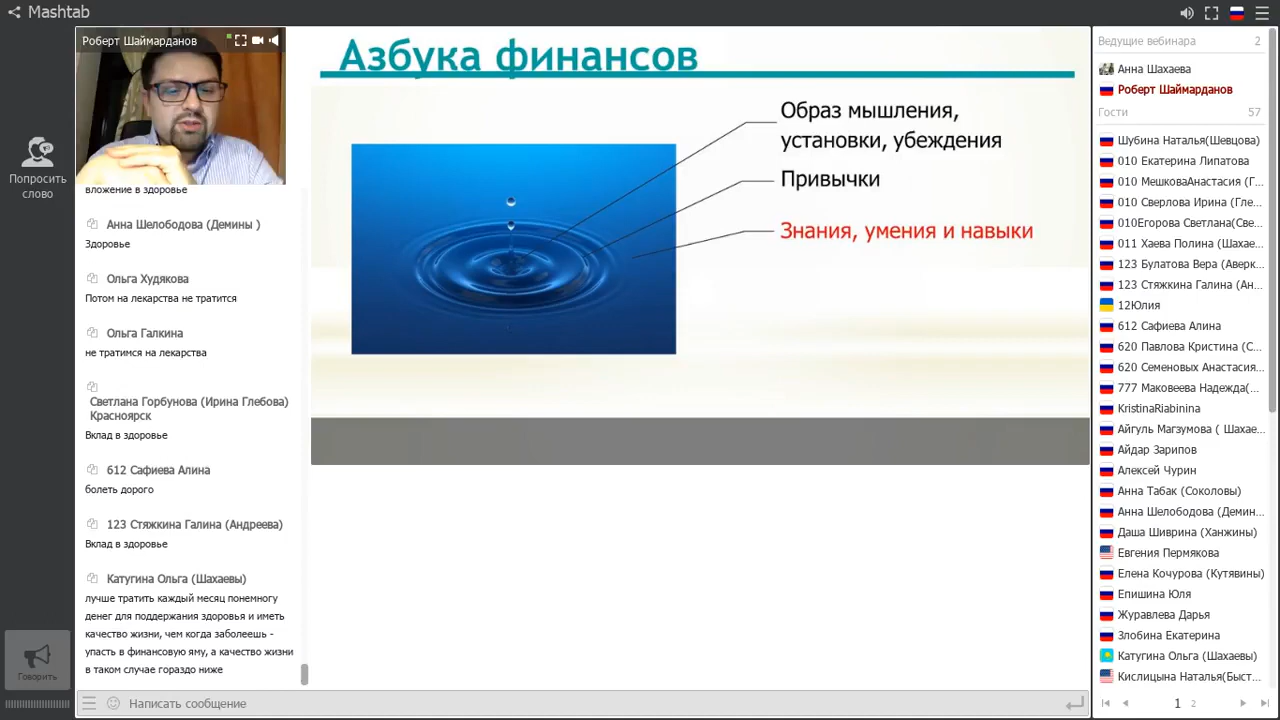 Mashtab
Попросить
слово
Говорить
Роберт Шаймарданов
вложение в здоровье
Анна Шелободова (Демины )
Здоровье
Ольга Худякова
Потом на лекарства не тратится
Ольга Галкина
не тратимся на лекарства
Светлана Горбунова (Ирина Глебова)
Красноярск
Вклад в здоровье
612 Сафиева Алина
болеть дорого
123 Стяжкина Галина (Андреева)
Вклад в здоровье
Катугина Ольга (Шахаевы)
лучше тратить каждый месяц понемногу
денег для поддержания здоровья и иметь
качество жизни, чем когда заболеешь -
упасть в финансовую яму, а качество жизни
в таком случае гораздо ниже
Написать сообщение
Азбука финансов
Образ мышления,
установки, убеждения
Привычки
Знания, умения и навыки
Ведущие вебинара 2
Анна Шахаева
Роберт Шаймарданов
Гости 57
Шубина Наталья(Шевцова)
010 Екатерина Липатова
010 МешковаАнастасия (Г...
010 Сверлова Ирина (Гле...
010Егорова Светлана(Све...
011 Хаева Полина (Шахае...
123 Булатова Вера (Аверк...
123 Стяжкина Галина (Ан...
12Юлия
612 Сафиева Алина
620 Павлова Кристина (С...
620 Семеновых Анастасия...
777 Маковеева Надежда(...
KristinaRiabinina
Айгуль Магзумова ( Шахае...
Айдар Зарипов
Алексей Чурин
Анна Табак (Соколовы)
Анна Шелободова (Демин...
Даша Шиврина (Ханжины)
Евгения Пермякова
Елена Кочурова (Кутявины)
Епишина Юля
Журавлева Дарья
Злобина Екатерина
Катугина Ольга (Шахаевы)
Кислицына Наталья(Быст...
1 2